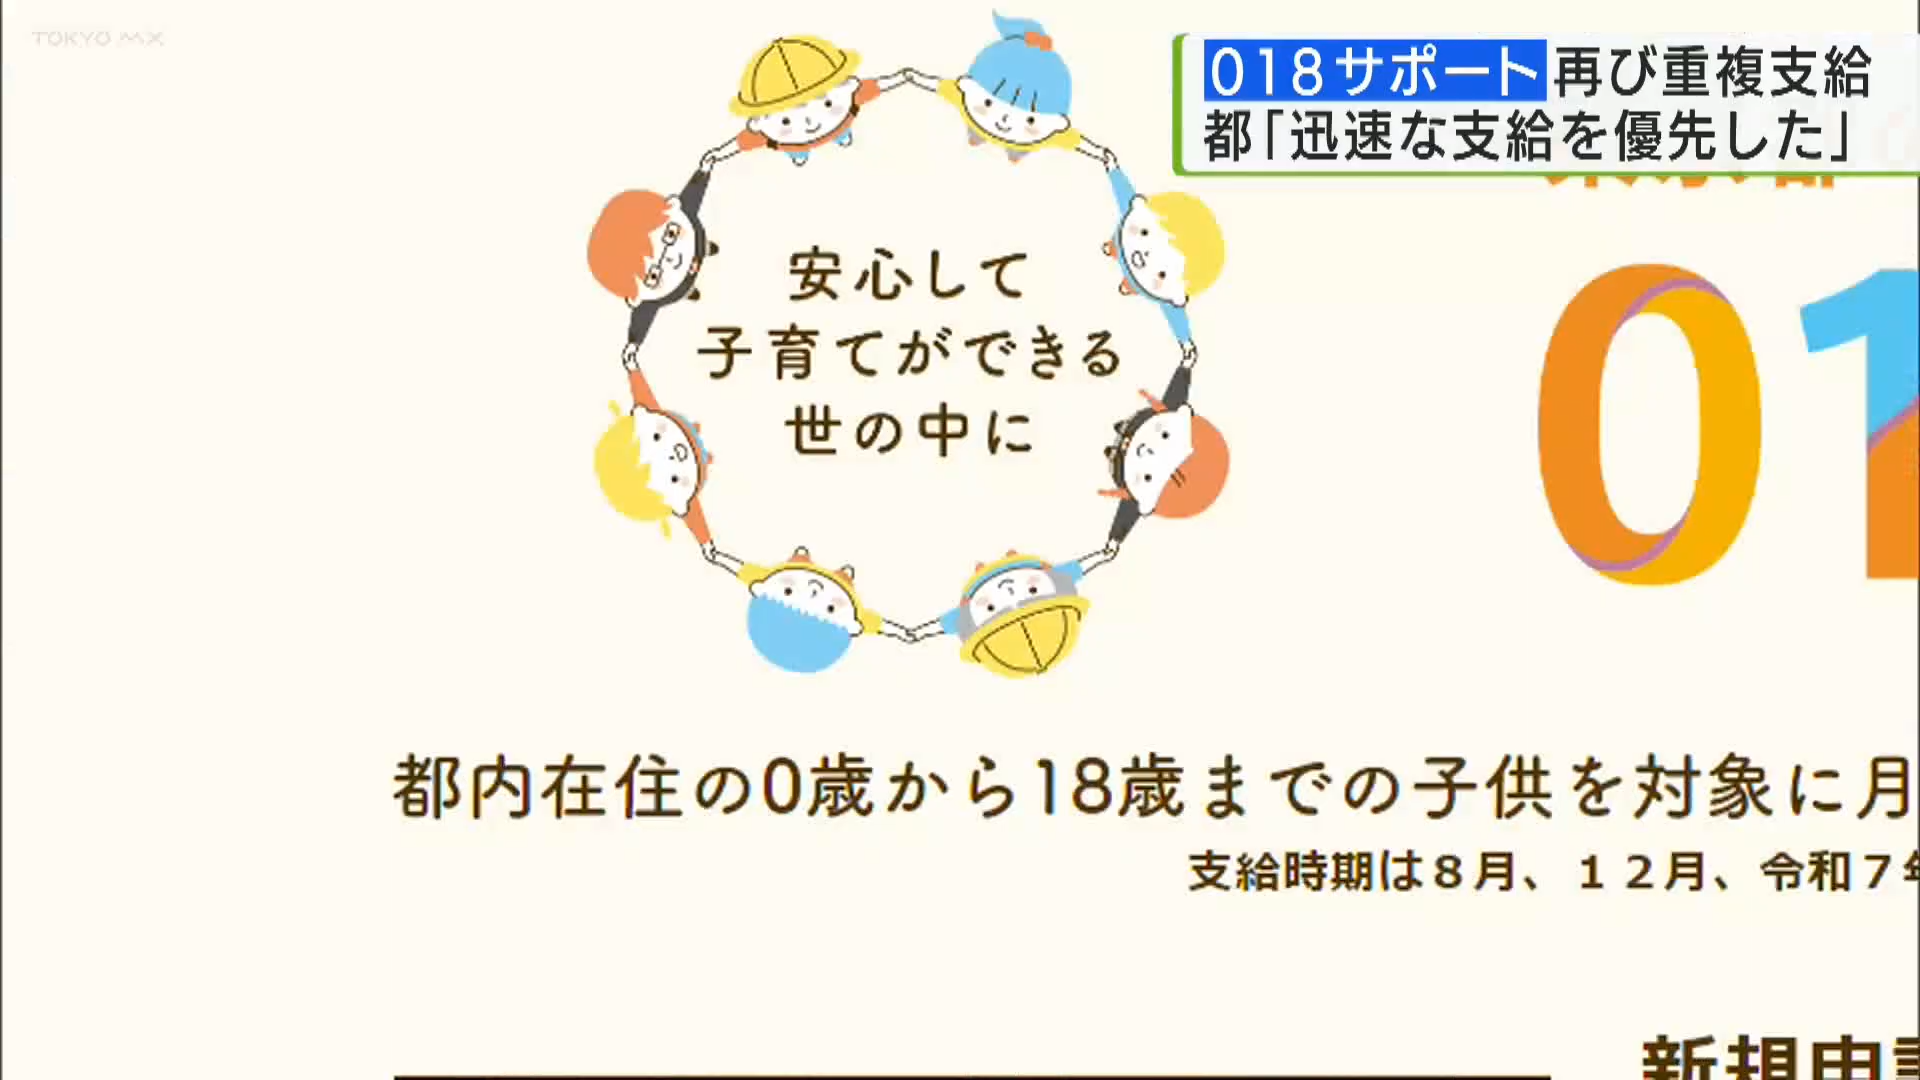 TOKYO MX
018サポート 再び重複支給
都「迅速な支給を優先した」
安心して
子育てができる
世の中に
01
都内在住の0歳から18歳までの子供を対象に月
支給時期は8月、12月、令和7年
新規申